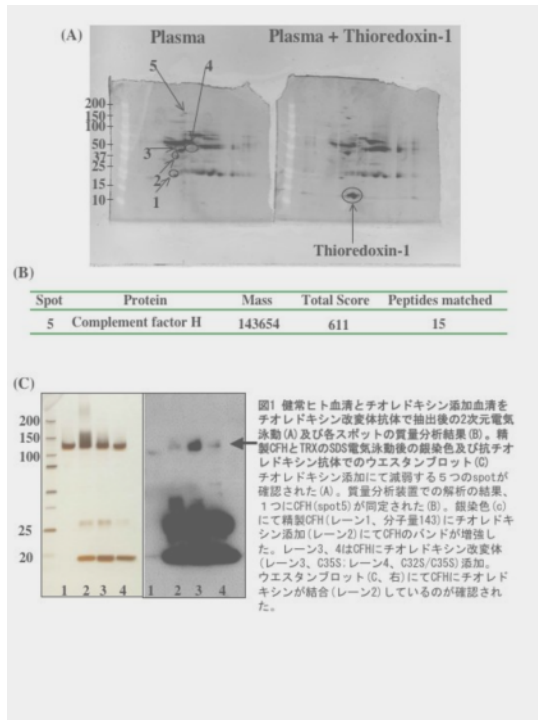 (A)
Plasma
Plasma + Thioredoxin-1
5
4
200
150
100
50
37
25
15
10
3
2
1
Thioredoxin-1
(B)
Spot Protein Mass Total Score Peptides matched
5 Complement factor H 143654 611 15
(C)
200
150
100
25
20
1 2 3 4
1 2 3 4
図1 健常ヒト血清とチオレドキシン添加血清を
チオレドキシン改変体抗体で抽出後の2次元電気
泳動(A)及び各スポットの質量分析結果(B)。精
製CFHとTRXのSDS電気泳動後の銀染色及び抗チオ
レドキシン抗体でのウエスタンブロット(C)
チオレドキシン添加にて減弱する5つのspotが
確認された(A)。質量分析装置での解析の結果、
1つにCFH(spot5)が同定された(B)。銀染色(c)
にて精製CFH(レーン1、分子量143)にチオレドキ
シン添加(レーン2)にてCFHのバンドが増強し
た。レーン3、4はCFHにチオレドキシン改変体
(レーン3、C35S;レーン4、C32S/C35S)添加。
ウエスタンブロット(C、右)にてCFHにチオレド
キシンが結合(レーン2)しているのが確認され
た。